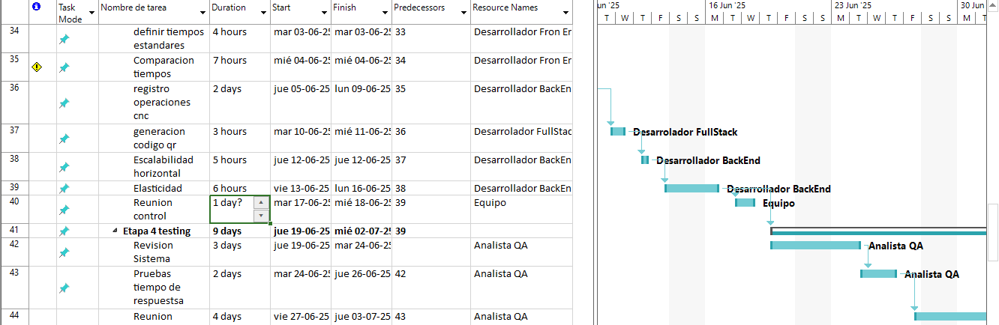 Task Mode Nombre de tarea Duration Start Finish Predecessors Resource Names
34 definir tiempos estandares 4 hours mar 03-06-25 mar 03-06-25 33 Desarrollador Fron En
35 Comparacion tiempos 7 hours mié 04-06-25 mié 04-06-25 34 Desarrollador Fron En
36 registro operaciones cnc 2 days jue 05-06-25 lun 09-06-25 35 Desarrollador BackEn
37 generacion codigo qr 3 hours mar 10-06-25 mié 11-06-25 36 Desarrolador FullStac
38 Escalabilidad horizontal 5 hours jue 12-06-25 jue 12-06-25 37 Desarrollador BackEn
39 Elasticidad 6 hours vie 13-06-25 lun 16-06-25 38 Desarrollador BackEn
40 Reunion control 1 day? mar 17-06-25 mié 18-06-25 39 Equipo
41 Etapa 4 testing 9 days jue 19-06-25 mié 02-07-25 39
42 Revision Sistema 3 days jue 19-06-25 mar 24-06-25 Analista QA
43 Pruebas tiempo de respuestsa 2 days mar 24-06-25 jue 26-06-25 42 Analista QA
44 Reunion 4 days vie 27-06-25 jue 03-07-25 43 Analista QA
un '25 16 Jun '25 23 Jun '25 30 Jun
T W T F S S M T W T F S S M T W T F S S M T
Desarrolador FullStack
Desarrollador BackEnd
Desarrollador BackEnd
Equipo
Analista QA
Analista QA